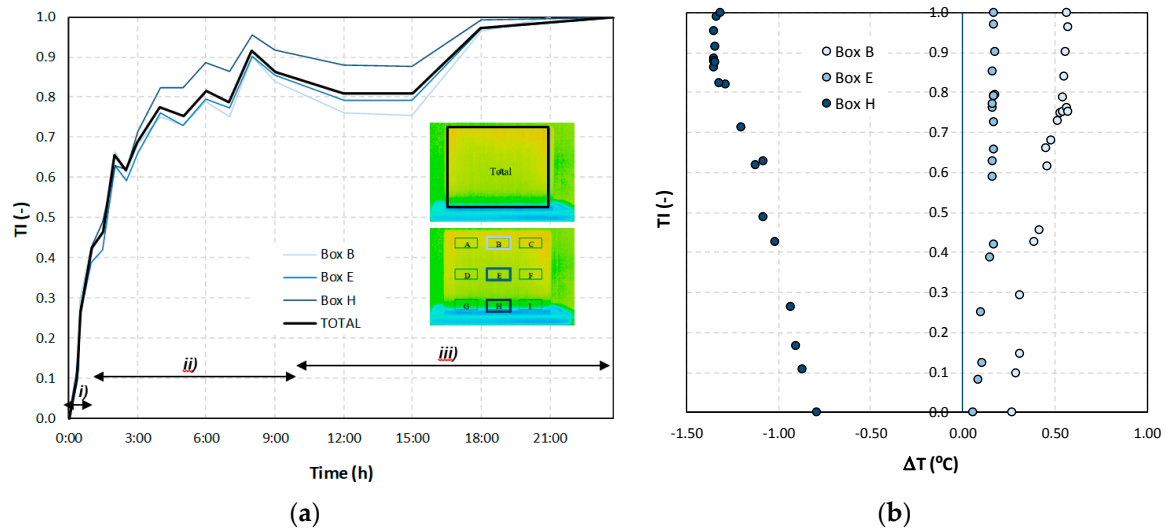 TI (-)
1.0
0.9
0.8
0.7
0.6
0.5
0.4
0.3
0.2
0.1
0.0
0:00 3:00 6:00 9:00 12:00 15:00 18:00 21:00
Time (h)
Box B
Box E
Box H
TOTAL
i)
ii)
iii)
Total
A B C
D E F
G H I
(a)
TI (-)
1.0
0.9
0.8
0.7
0.6
0.5
0.4
0.3
0.2
0.1
0.0
-1.50 -1.00 -0.50 0.00 0.50 1.00
ΔT (ºC)
Box B
Box E
Box H
(b)